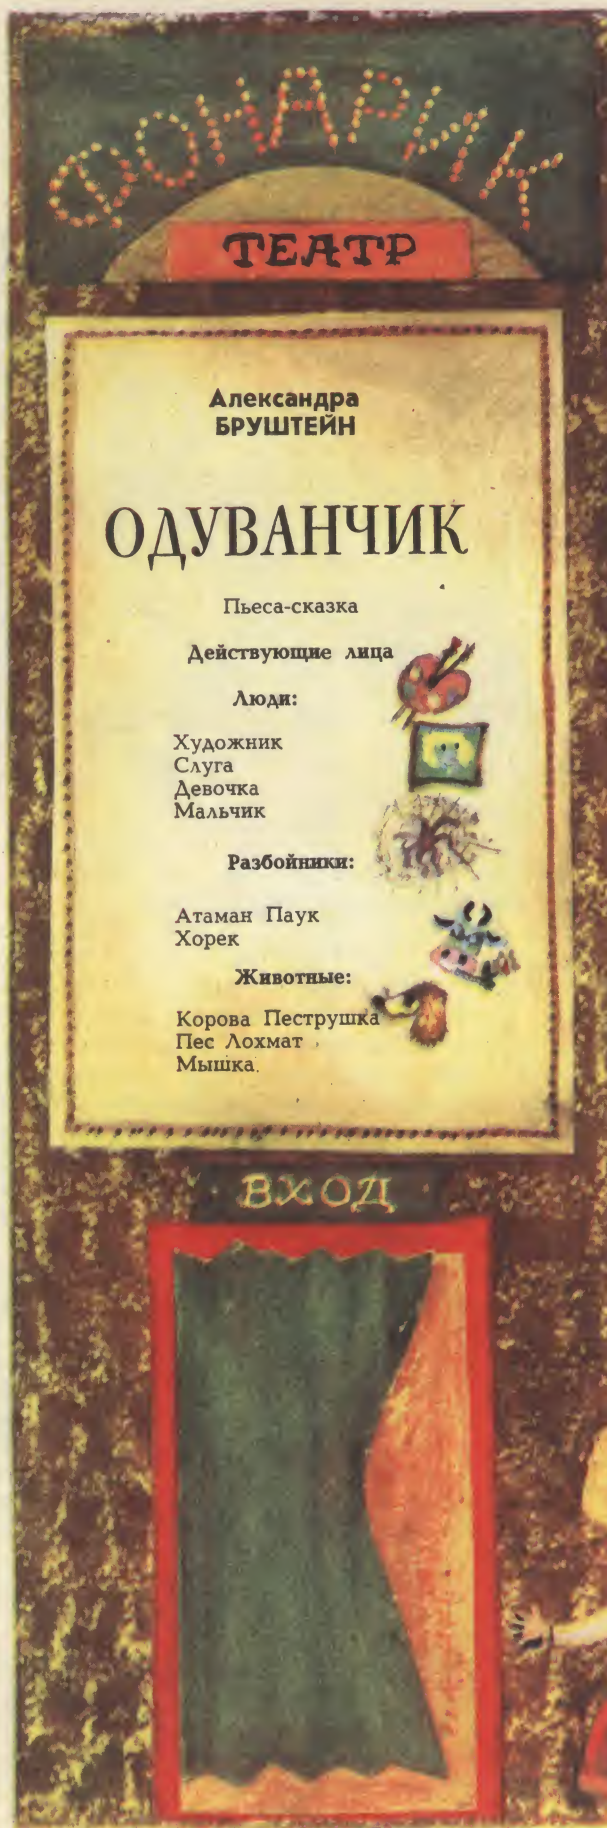 ФОНАРИК
ТЕАТР
Александра
БРУШТЕЙН
ОДУВАНЧИК
Пьеса-сказка
Действующие лица
Люди:
Художник
Слуга
Девочка
Мальчик
Разбойники:
Атаман Паук
Хорек
Животные:
Корова Пеструшка
Пес Лохмат
Мышка
ВХОД